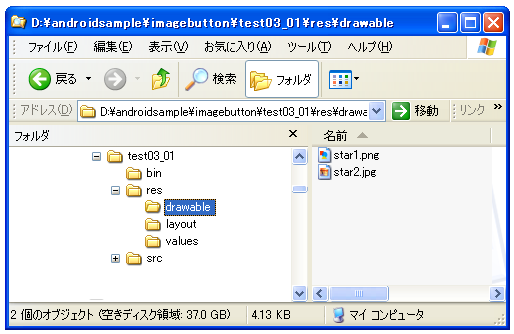 D:¥androidsample¥imagebutton¥test03_01¥res¥drawable
ファイル(F) 編集(E) 表示(V) お気に入り(A) ツール(T) ヘルプ(H)
戻る 検索 フォルダ
アドレス(D) D:¥androidsample¥imagebutton¥test03_01¥res¥drawa 移動 リンク »
フォルダ × 名前
test03_01
bin
res
drawable
layout
values
src
star1.png
star2.jpg
2 個のオブジェクト (空きディスク領域: 37.0 GB) 4.13 KB マイ コンピュータ